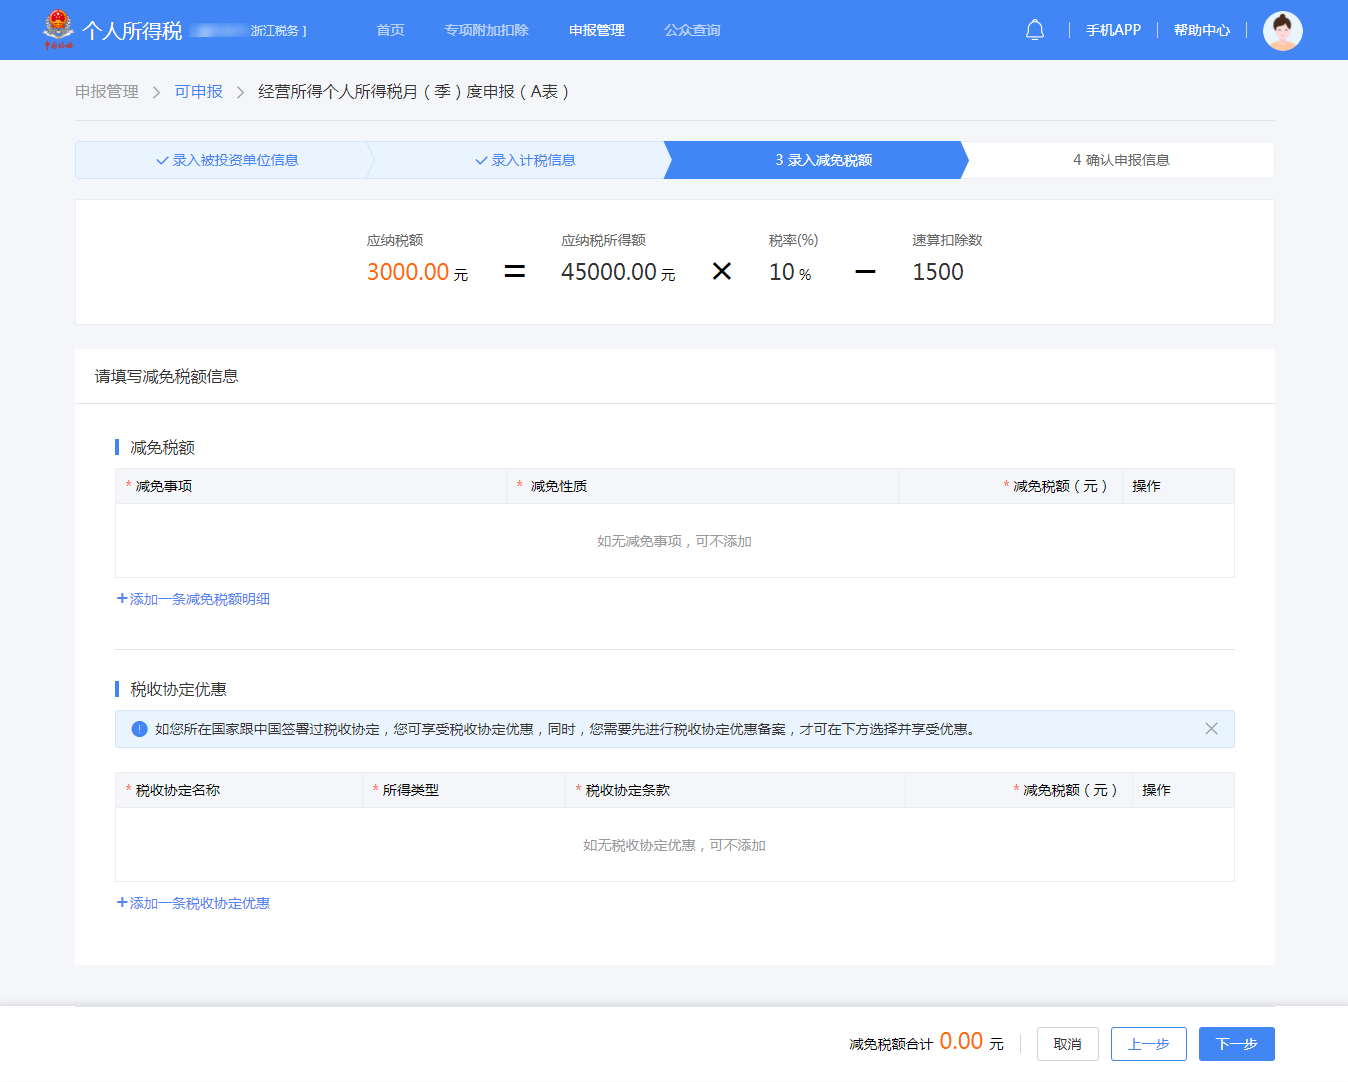 个人所得税 浙江税务 ] 首页 专项附加扣除 申报管理 公众查询 手机APP 帮助中心
申报管理 > 可申报 > 经营所得个人所得税月（季）度申报（A表）
录入被投资单位信息 录入计税信息 3 录入减免税额 4 确认申报信息
应纳税额 应纳税所得额 税率(%) 速算扣除数
3000.00 元 = 45000.00 元 × 10 % − 1500
请填写减免税额信息
减免税额
* 减免事项 * 减免性质 * 减免税额（元） 操作
如无减免事项，可不添加
+添加一条减免税额明细
税收协定优惠
! 如您所在国家跟中国签署过税收协定，您可享受税收协定优惠，同时，您需要先进行税收协定优惠备案，才可在下方选择并享受优惠。
* 税收协定名称 * 所得类型 * 税收协定条款 * 减免税额（元） 操作
如无税收协定优惠，可不添加
+添加一条税收协定优惠
减免税额合计 0.00 元 取消 上一步 下一步